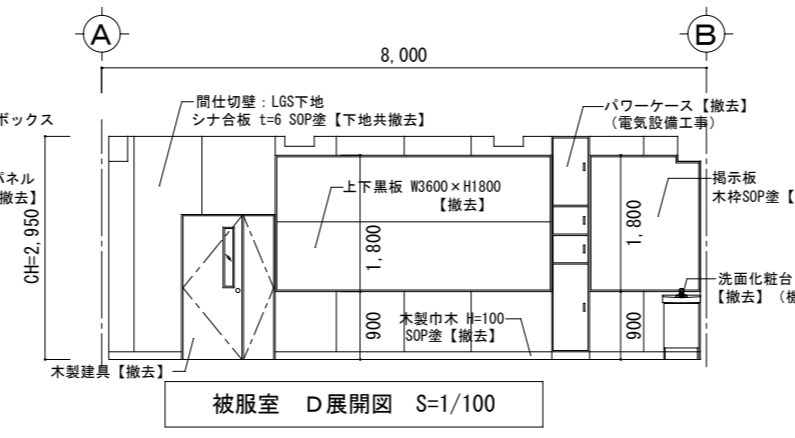 A
B
8,000
ボックス
間仕切壁：LGS下地
シナ合板 t=6 SOP塗【下地共撤去】
パワーケース【撤去】
（電気設備工事）
パネル
撤去】
上下黒板 W3600×H1800
【撤去】
掲示板
木枠SOP塗【
CH=2,950
1,800
1,800
洗面化粧台
【撤去】（機
木製巾木 H=100
SOP塗【撤去】
900
900
木製建具【撤去】
被服室　D展開図　S=1/100